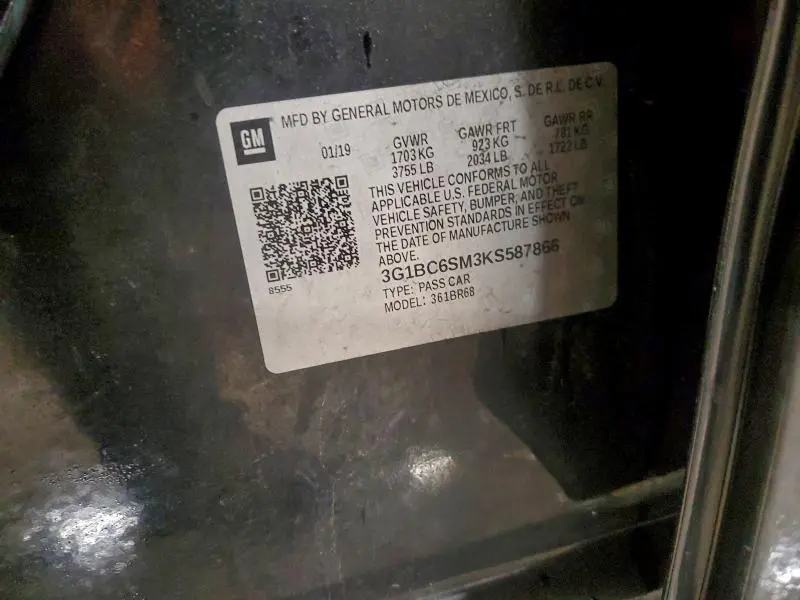 MFD BY GENERAL MOTORS DE MEXICO, S. DE R.L. DE C.V.
GM
01/19
GVWR GAWR FRT GAWR RR
1703 KG 923 KG 781 KG
3755 LB 2034 LB 1722 LB
THIS VEHICLE CONFORMS TO ALL
APPLICABLE U.S. FEDERAL MOTOR
VEHICLE SAFETY, BUMPER, AND THEFT
PREVENTION STANDARDS IN EFFECT ON
THE DATE OF MANUFACTURE SHOWN
ABOVE.
3G1BC6SM3KS587866
8555
TYPE: PASS CAR
MODEL: 361BR68